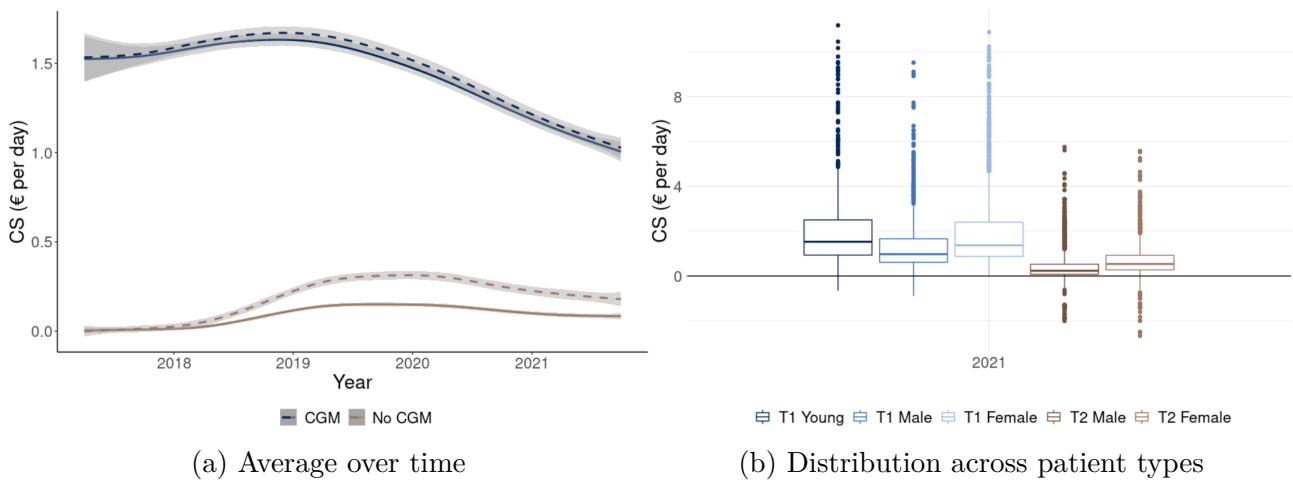 CS (€ per day)
1.5
1.0
0.5
0.0
2018 2019 2020 2021
Year
CGM No CGM
(a) Average over time
CS (€ per day)
8
4
0
2021
T1 Young T1 Male T1 Female T2 Male T2 Female
(b) Distribution across patient types